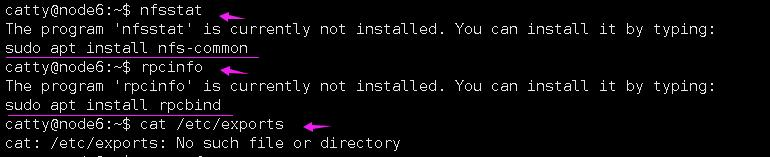 catty@node6:~$ nfsstat
The program 'nfsstat' is currently not installed. You can install it by typing:
sudo apt install nfs-common
catty@node6:~$ rpcinfo
The program 'rpcinfo' is currently not installed. You can install it by typing:
sudo apt install rpcbind
catty@node6:~$ cat /etc/exports
cat: /etc/exports: No such file or directory